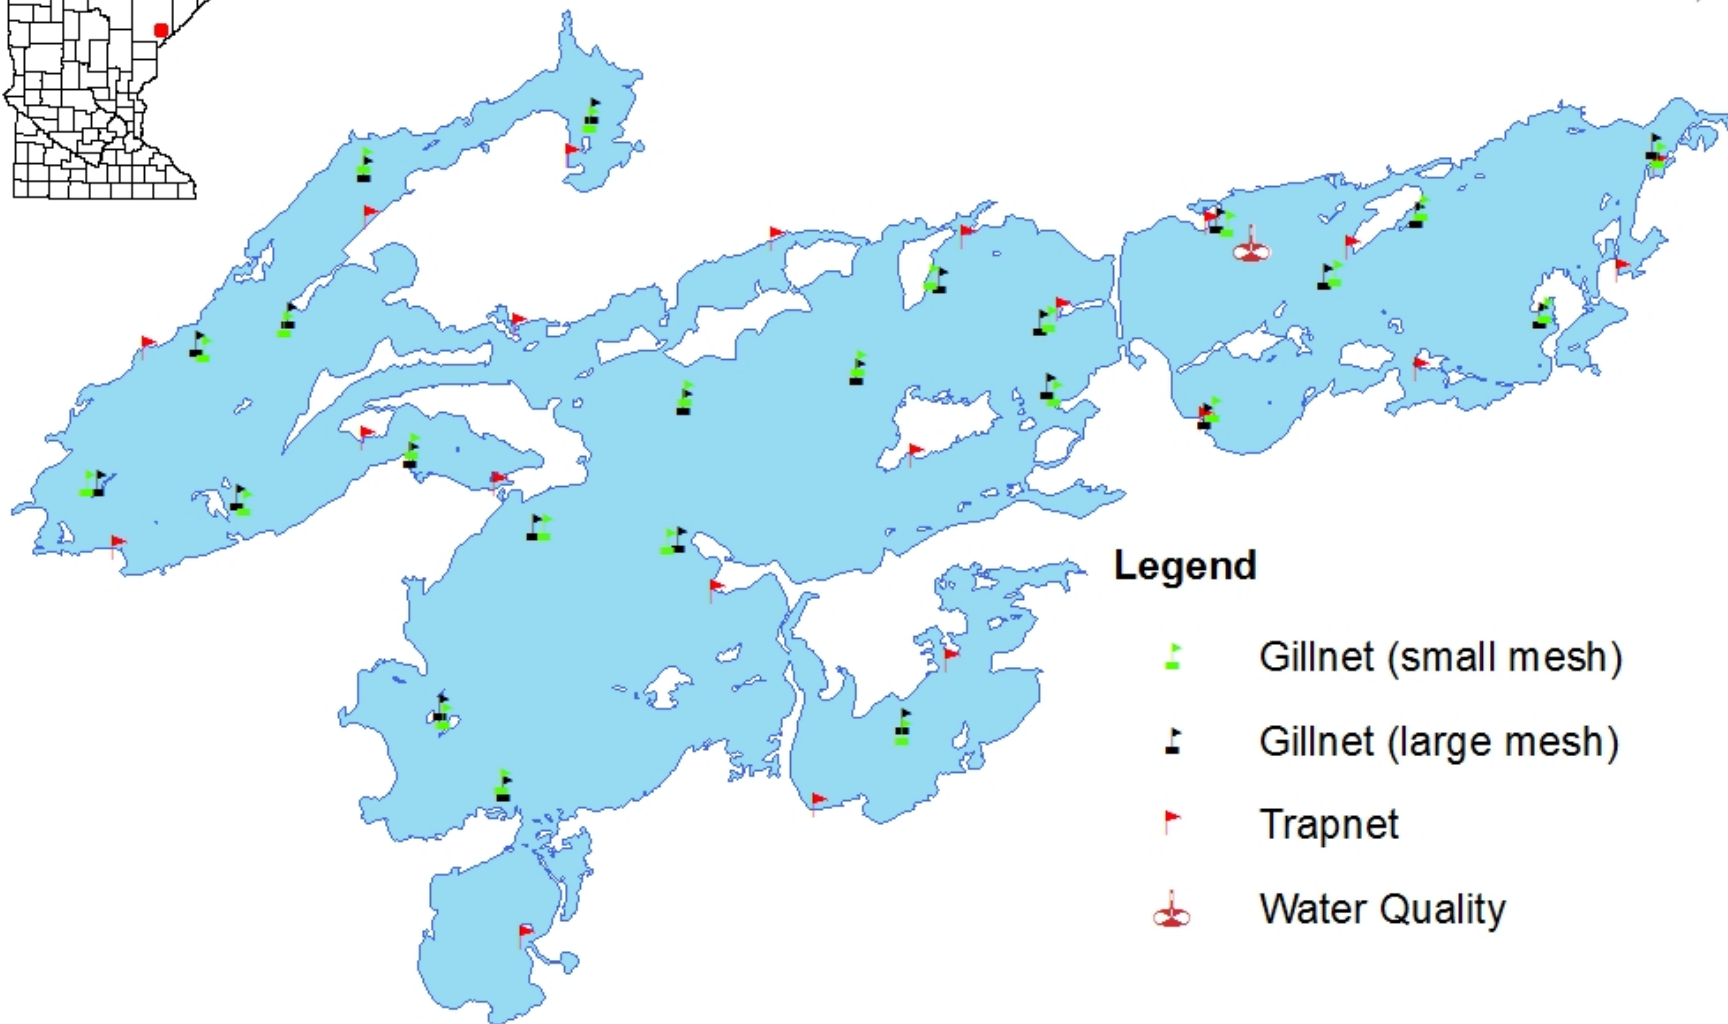 Legend
Gillnet (small mesh)
Gillnet (large mesh)
Trapnet
Water Quality